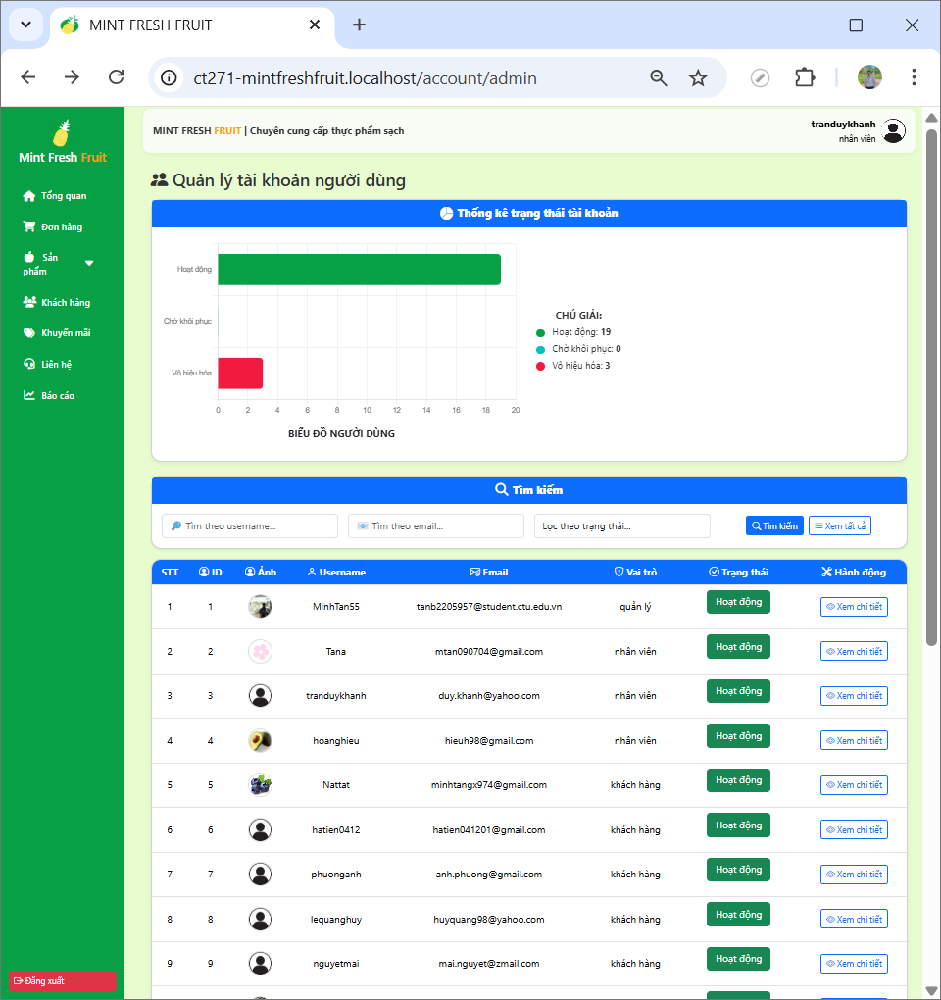 MINT FRESH FRUIT
ct271-mintfreshfruit.localhost/account/admin
Mint Fresh Fruit
Tổng quan
Đơn hàng
Sản
phẩm
Khách hàng
Khuyến mãi
Liên hệ
Báo cáo
Đăng xuất
MINT FRESH FRUIT | Chuyên cung cấp thực phẩm sạch
tranduykhanh
nhân viên
Quản lý tài khoản người dùng
Thống kê trạng thái tài khoản
Hoạt động
Chờ khôi phục
Vô hiệu hóa
0 2 4 6 8 10 12 14 16 18 20
BIỂU ĐỒ NGƯỜI DÙNG
CHÚ GIẢI:
Hoạt động: 19
Chờ khôi phục: 0
Vô hiệu hóa: 3
Tìm kiếm
Tìm theo username...
Tìm theo email...
Lọc theo trạng thái...
Tìm kiếm
Xem tất cả
STT ID Ảnh Username Email Vai trò Trạng thái Hành động
1 1 MinhTan55 tanb2205957@student.ctu.edu.vn quản lý Hoạt động Xem chi tiết
2 2 Tana mtan090704@gmail.com nhân viên Hoạt động Xem chi tiết
3 3 tranduykhanh duy.khanh@yahoo.com nhân viên Hoạt động Xem chi tiết
4 4 hoanghieu hieuh98@gmail.com nhân viên Hoạt động Xem chi tiết
5 5 Nattat minhtangx974@gmail.com khách hàng Hoạt động Xem chi tiết
6 6 hatien0412 hatien041201@gmail.com khách hàng Hoạt động Xem chi tiết
7 7 phuonganh anh.phuong@gmail.com khách hàng Hoạt động Xem chi tiết
8 8 lequanghuy huyquang98@yahoo.com khách hàng Hoạt động Xem chi tiết
9 9 nguyetmai mai.nguyet@zmail.com khách hàng Hoạt động Xem chi tiết